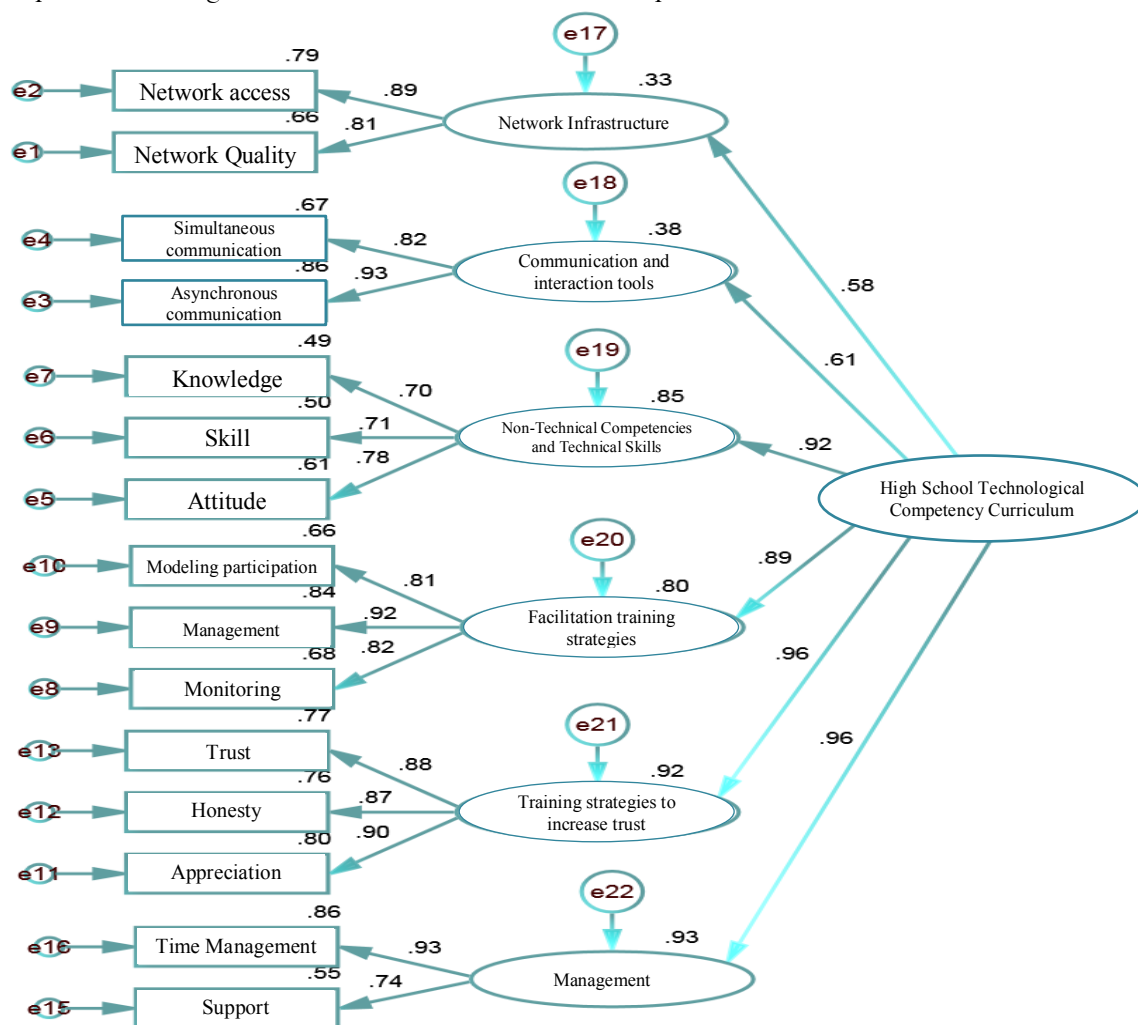 e17
.79
.33
e2
Network access
.89
Network Infrastructure
.66
.81
e1
Network Quality
e18
.67
e4
Simultaneous
communication
.82
.38
Communication and
interaction tools
.86
.93
e3
Asynchronous
communication
.58
.61
e19
.49
e7
Knowledge
.70
.85
.50
e6
Skill
.71
Non-Technical Competencies
and Technical Skills
.92
.61
.78
e5
Attitude
High School Technological
Competency Curriculum
.66
e20
e10
Modeling participation
.81
.89
.84
.80
e9
Management
.92
Facilitation training
strategies
.68
.82
e8
Monitoring
.96
.77
e21
e13
Trust
.88
.96
.76
.92
e12
Honesty
.87
Training strategies to
increase trust
.80
.90
e11
Appreciation
e22
.86
e16
Time Management
.93
.93
.55
.74
Management
e15
Support